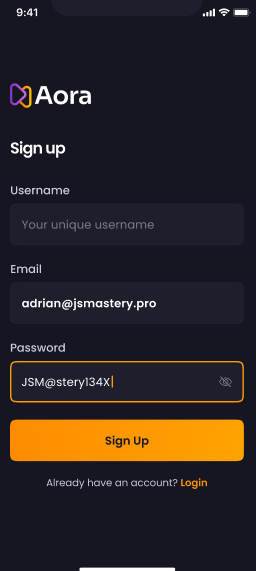 9:41
Aora
Sign up
Username
Your unique username
Email
adrian@jsmastery.pro
Password
JSM@stery134X
Sign Up
Already have an account? Login